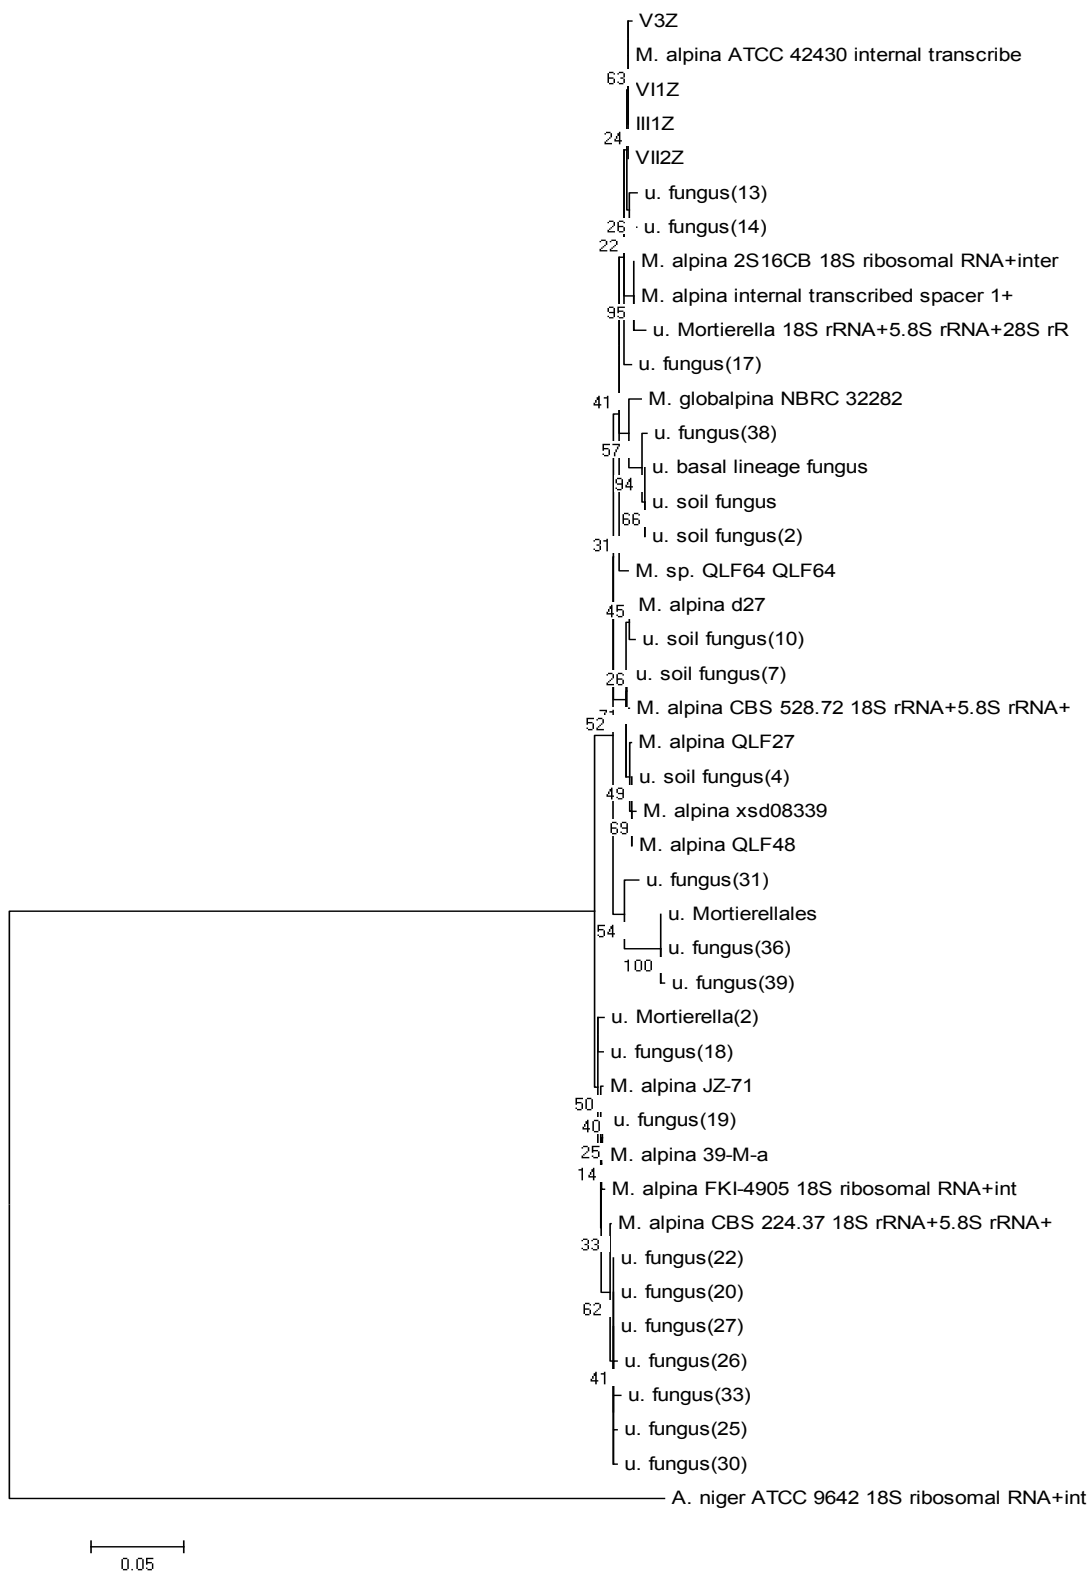 V3Z
M. alpina ATCC 42430 internal transcribe
63
VI1Z
III1Z
24
VII2Z
u. fungus(13)
26
u. fungus(14)
22
M. alpina 2S16CB 18S ribosomal RNA+inter
M. alpina internal transcribed spacer 1+
95
u. Mortierella 18S rRNA+5.8S rRNA+28S rR
u. fungus(17)
41
M. globalpina NBRC 32282
u. fungus(38)
57
u. basal lineage fungus
94
u. soil fungus
66
u. soil fungus(2)
31
M. sp. QLF64 QLF64
45
M. alpina d27
u. soil fungus(10)
26
u. soil fungus(7)
M. alpina CBS 528.72 18S rRNA+5.8S rRNA+
71
52
M. alpina QLF27
u. soil fungus(4)
49
M. alpina xsd08339
69
M. alpina QLF48
u. fungus(31)
u. Mortierellales
54
u. fungus(36)
100
u. fungus(39)
u. Mortierella(2)
u. fungus(18)
M. alpina JZ-71
50
u. fungus(19)
40
25
M. alpina 39-M-a
14
M. alpina FKI-4905 18S ribosomal RNA+int
M. alpina CBS 224.37 18S rRNA+5.8S rRNA+
33
u. fungus(22)
u. fungus(20)
62
u. fungus(27)
u. fungus(26)
41
u. fungus(33)
u. fungus(25)
u. fungus(30)
A. niger ATCC 9642 18S ribosomal RNA+int
0.05